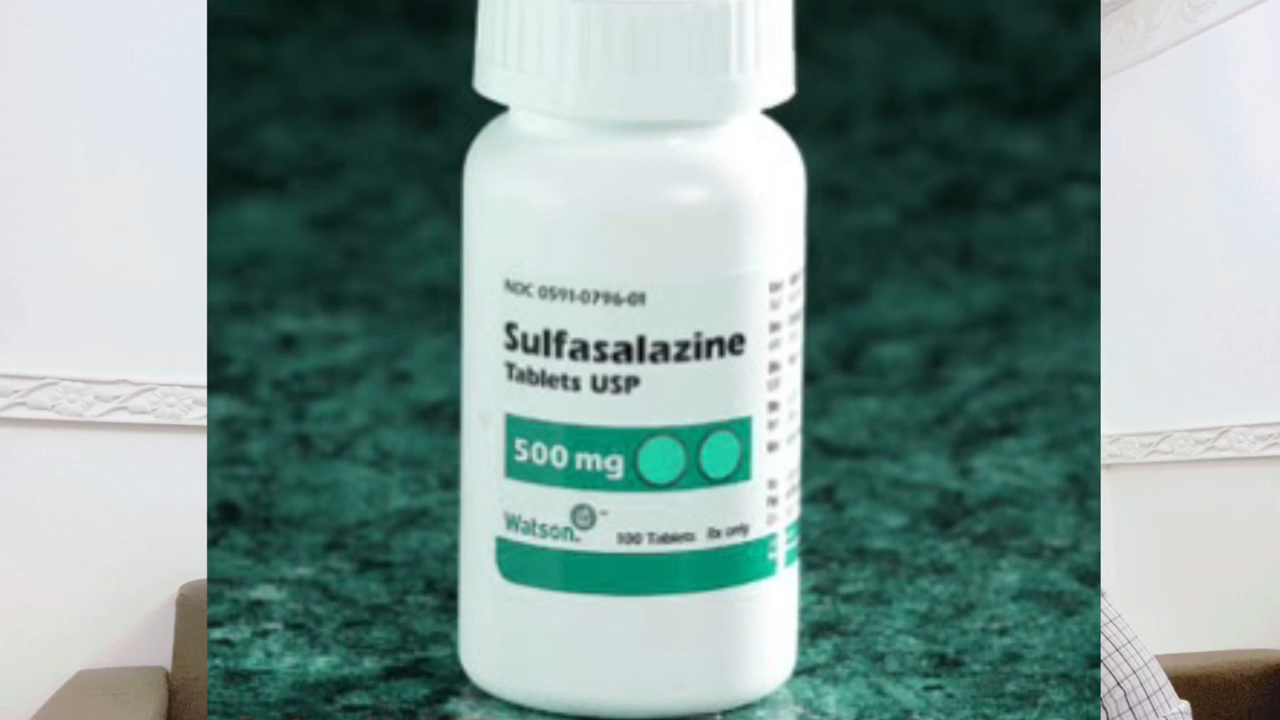 NDC 0591-0796-01
Sulfasalazine
Tablets USP
500 mg
Watson
100 Tablets Rx only